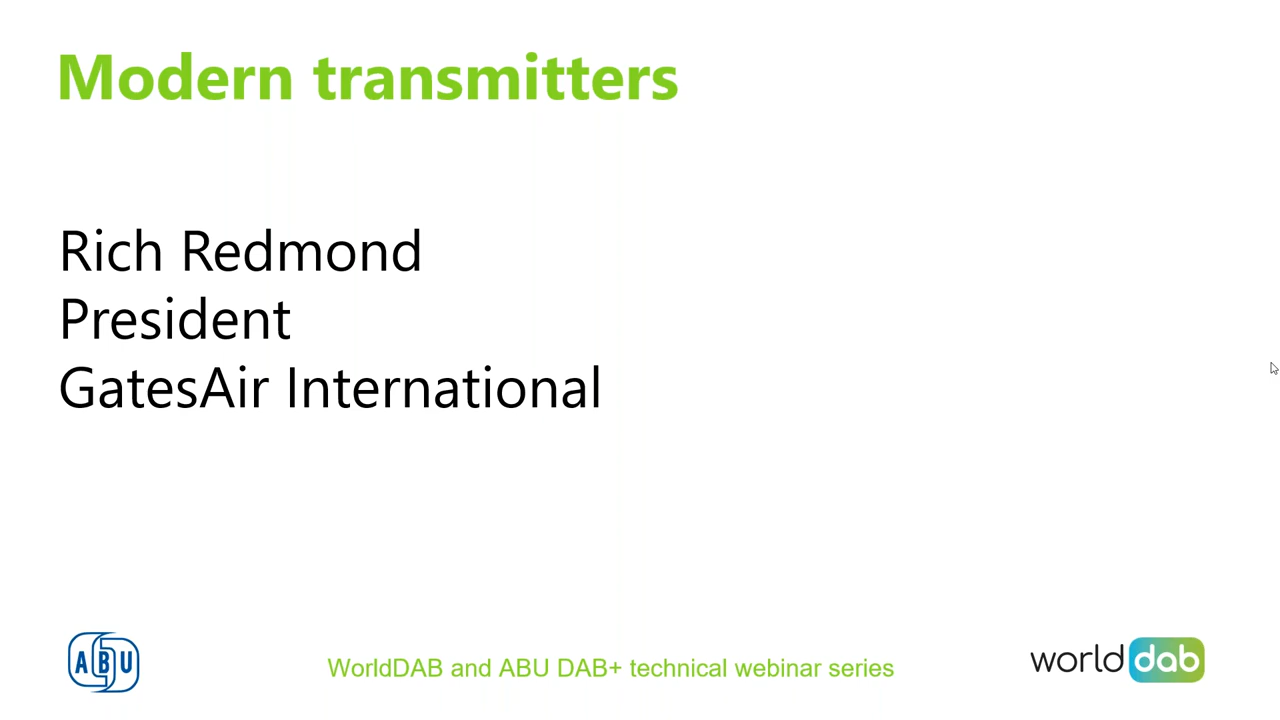 Modern transmitters
Rich Redmond
President
GatesAir International
ABU
WorldDAB and ABU DAB+ technical webinar series
worlddab